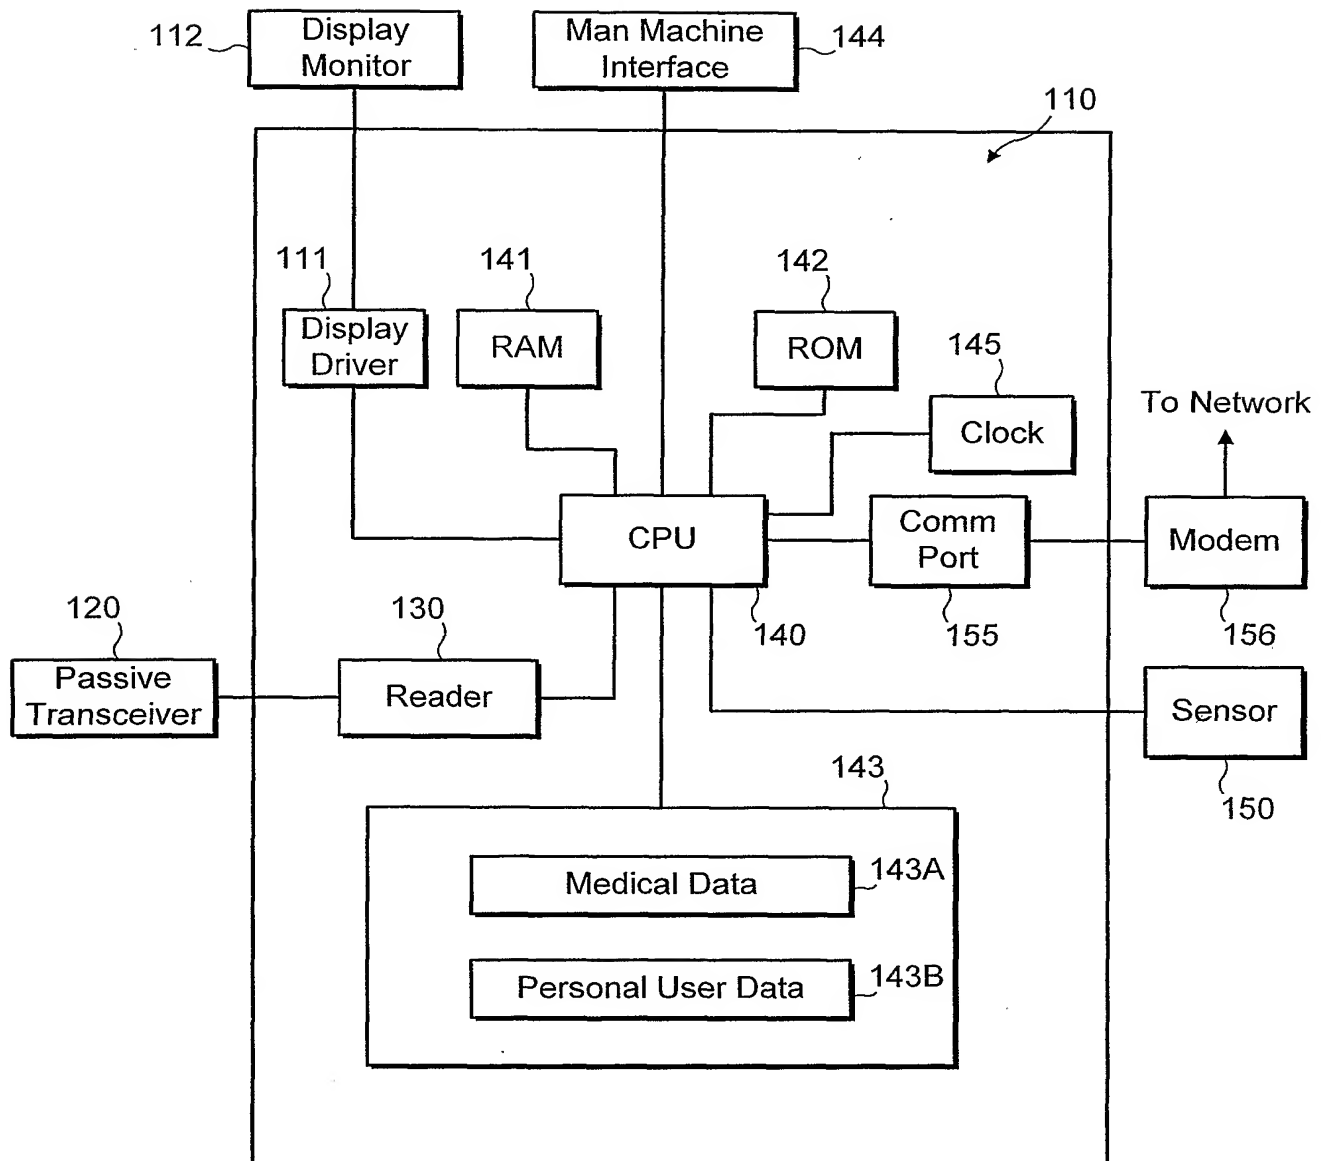 112
Display
Monitor
Man Machine
Interface
144
110
111
Display
Driver
141
RAM
142
ROM
145
Clock
To Network
CPU
140
Comm
Port
155
Modem
156
120
Passive
Transceiver
130
Reader
Sensor
150
143
Medical Data
143A
Personal User Data
143B